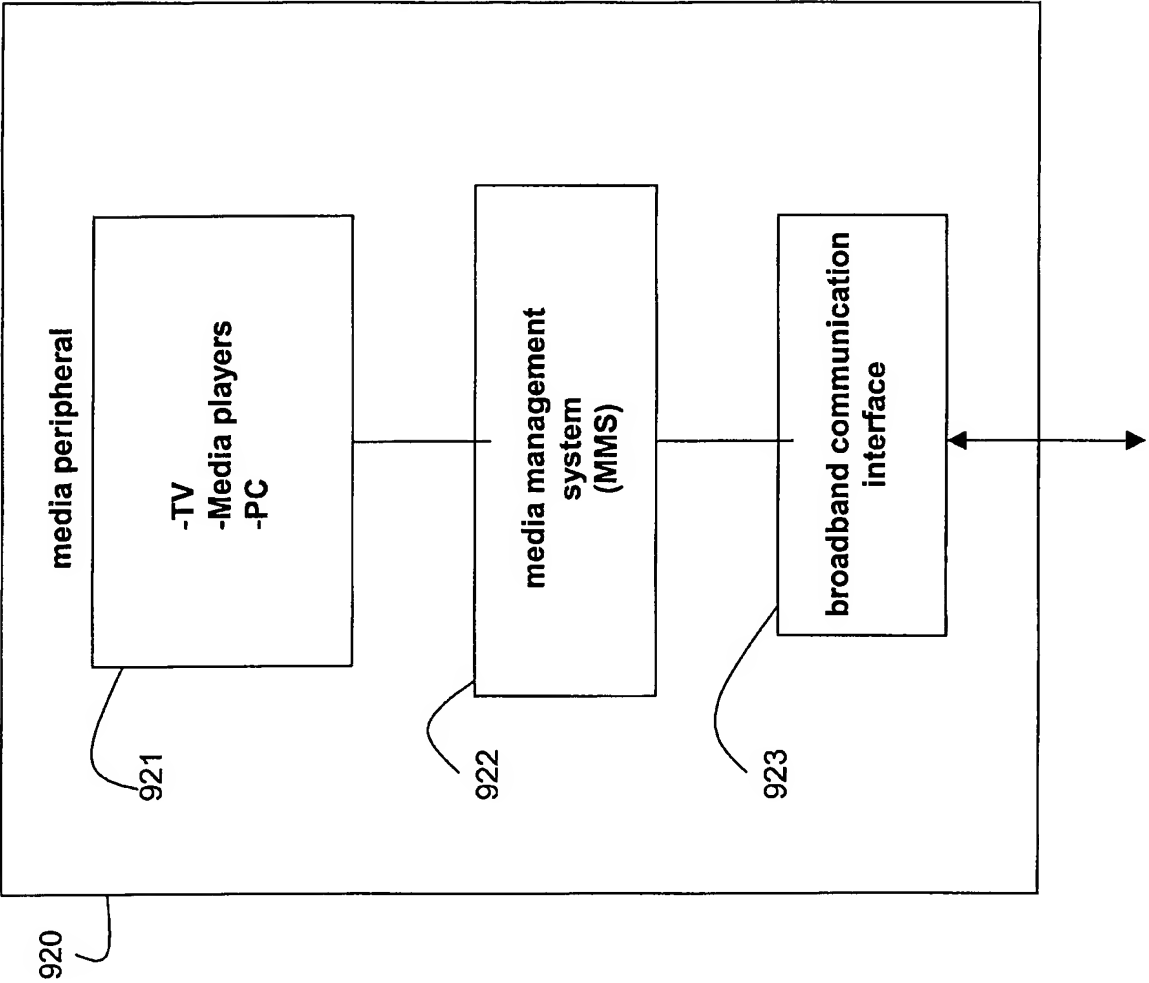 media peripheral
-TV
-Media players
-PC
media management
system
(MMS)
broadband communication
interface
921
922
923
920